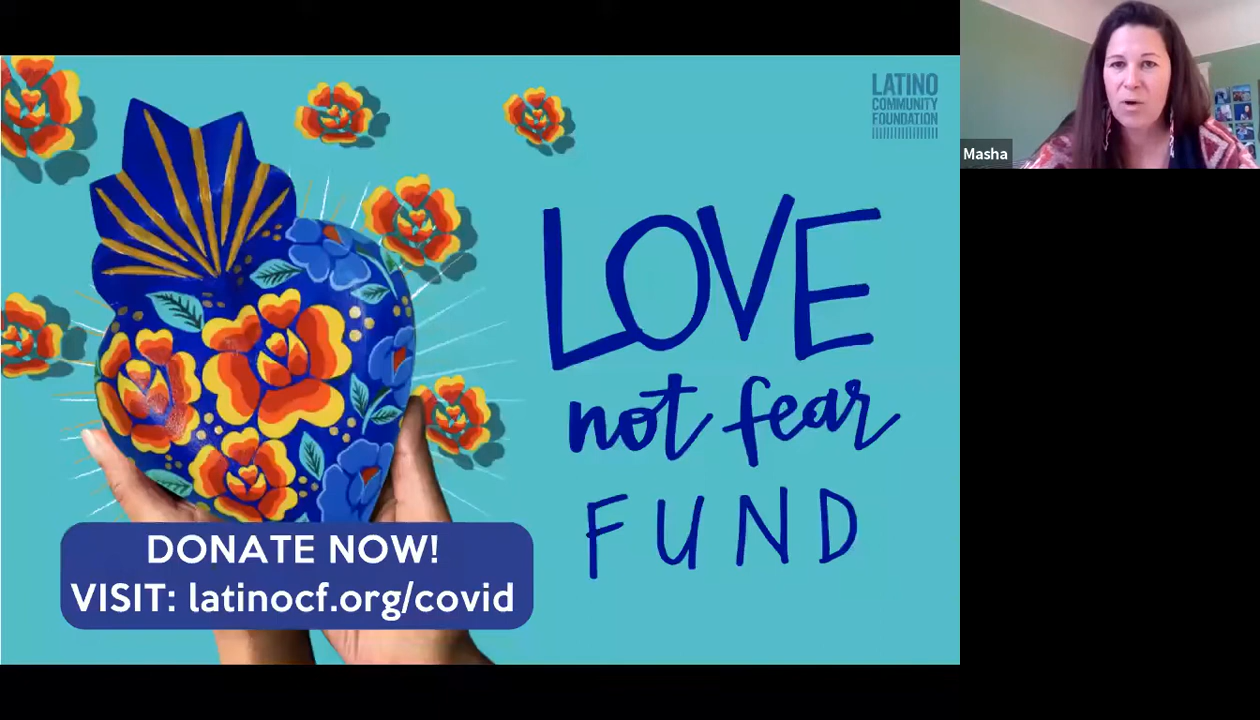 LATINO
COMMUNITY
FOUNDATION
LOVE
not fear
FUND
DONATE NOW!
VISIT: latinocf.org/covid
Masha